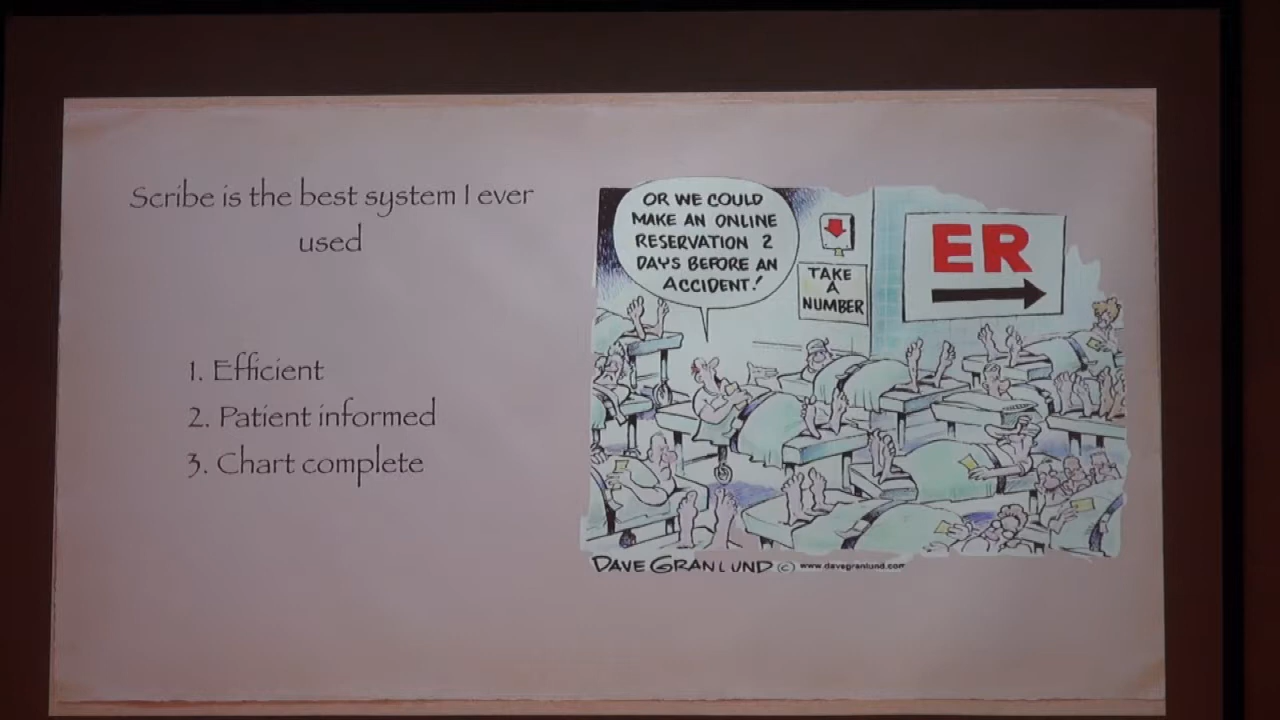 Scribe is the best system I ever
used
1. Efficient
2. Patient informed
3. Chart complete
OR WE COULD
MAKE AN ONLINE
RESERVATION 2
DAYS BEFORE AN
ACCIDENT!
TAKE
A
NUMBER
ER
DAVE GRANLUND (c) www.davegranlund.com